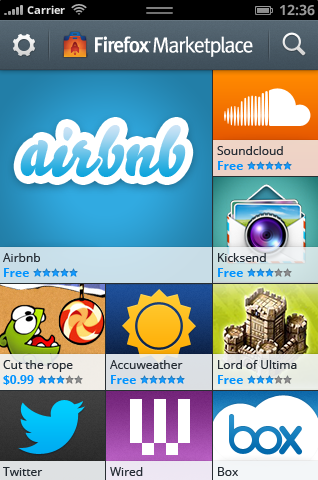 Carrier 12:36
Firefox Marketplace
airbnb
Airbnb
Free
Soundcloud
Free
Kicksend
Free
Cut the rope
$0.99
Accuweather
Free
Lord of Ultima
Free
Twitter
W
Wired
box
Box